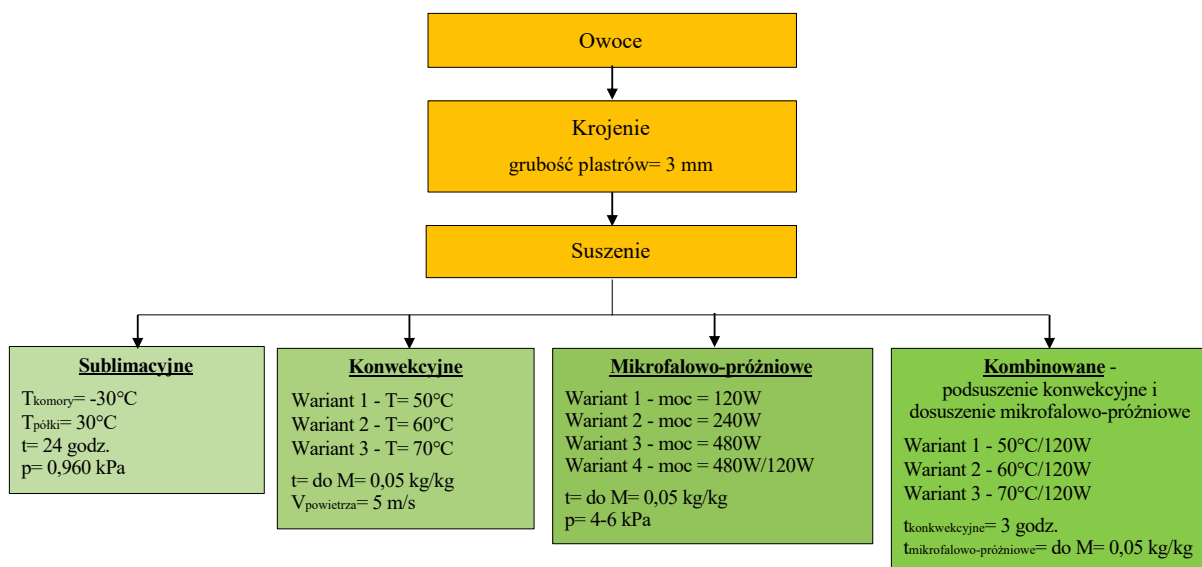 Owoce
Krojenie
grubość plastrów= 3 mm
Suszenie
Sublimacyjne
Tkomory= -30°C
Tpółki= 30°C
t= 24 godz.
p= 0,960 kPa
Konwekcyjne
Wariant 1 - T= 50°C
Wariant 2 - T= 60°C
Wariant 3 - T= 70°C
t= do M= 0,05 kg/kg
Vpowietrza= 5 m/s
Mikrofalowo-próżniowe
Wariant 1 - moc = 120W
Wariant 2 - moc = 240W
Wariant 3 - moc = 480W
Wariant 4 - moc = 480W/120W
t= do M= 0,05 kg/kg
p= 4-6 kPa
Kombinowane -
podsuszenie konwekcyjne i
dosuszenie mikrofalowo-próżniowe
Wariant 1 - 50°C/120W
Wariant 2 - 60°C/120W
Wariant 3 - 70°C/120W
tkonkwekcyjne= 3 godz.
tmikrofalowo-próżniowe= do M= 0,05 kg/kg